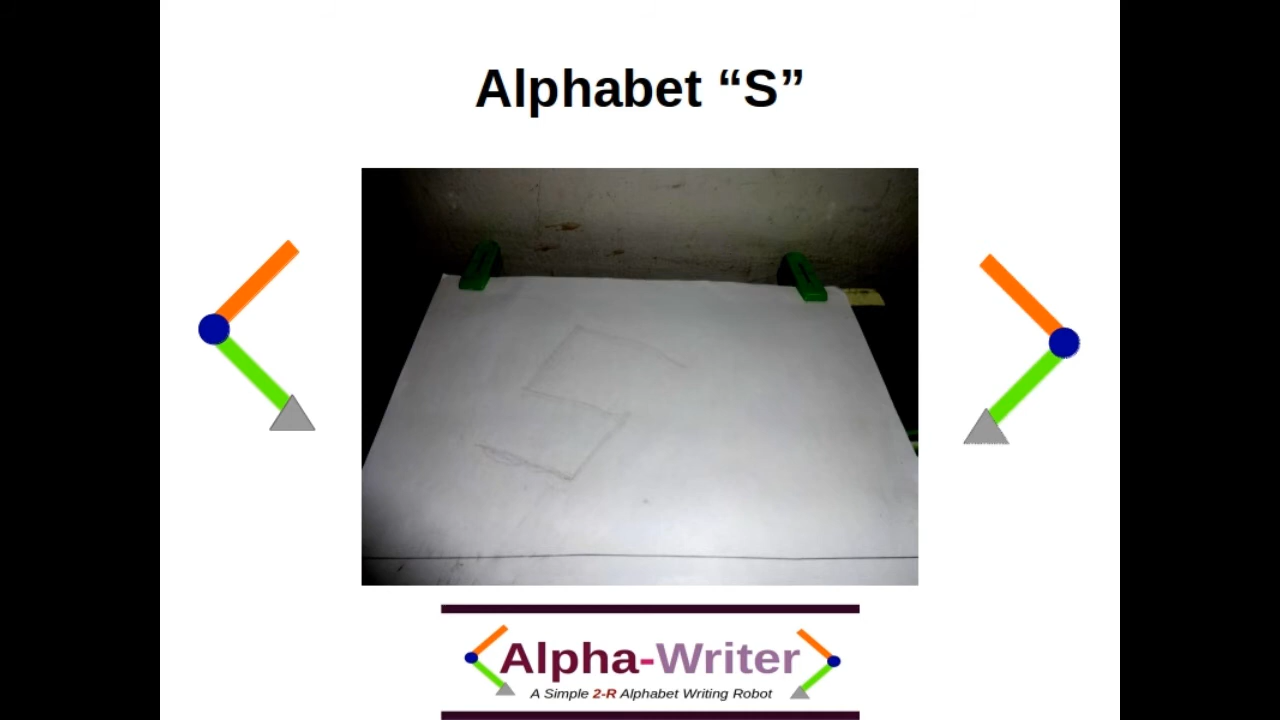 Alphabet “S”
S
Alpha-Writer
A Simple 2-R Alphabet Writing Robot